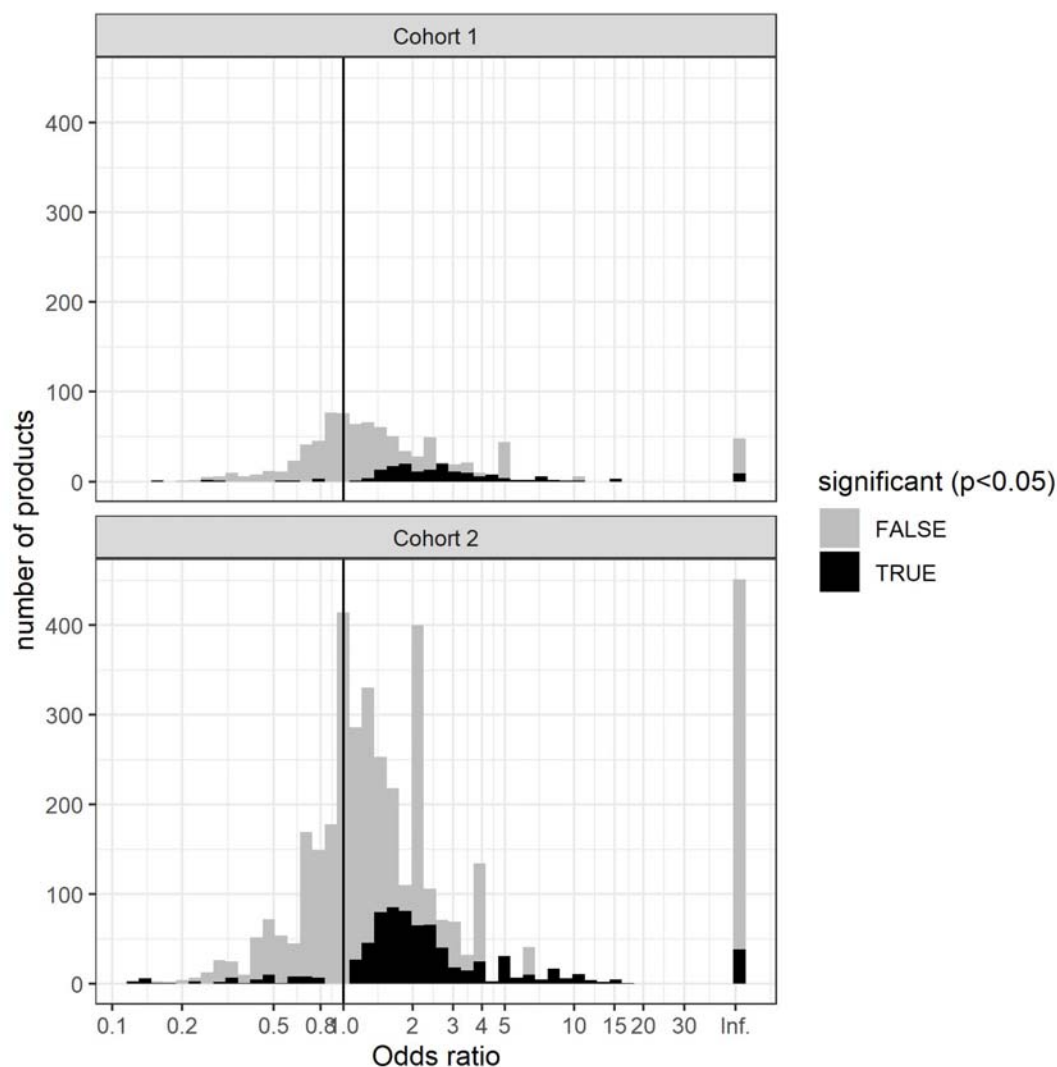 Cohort 1
400
300
200
100
0
number of products
Cohort 2
400
300
200
100
0
0.1 0.2 0.5 0.8 1.0 2 3 4 5 10 15 20 30 Inf.
Odds ratio
significant (p<0.05)
FALSE
TRUE